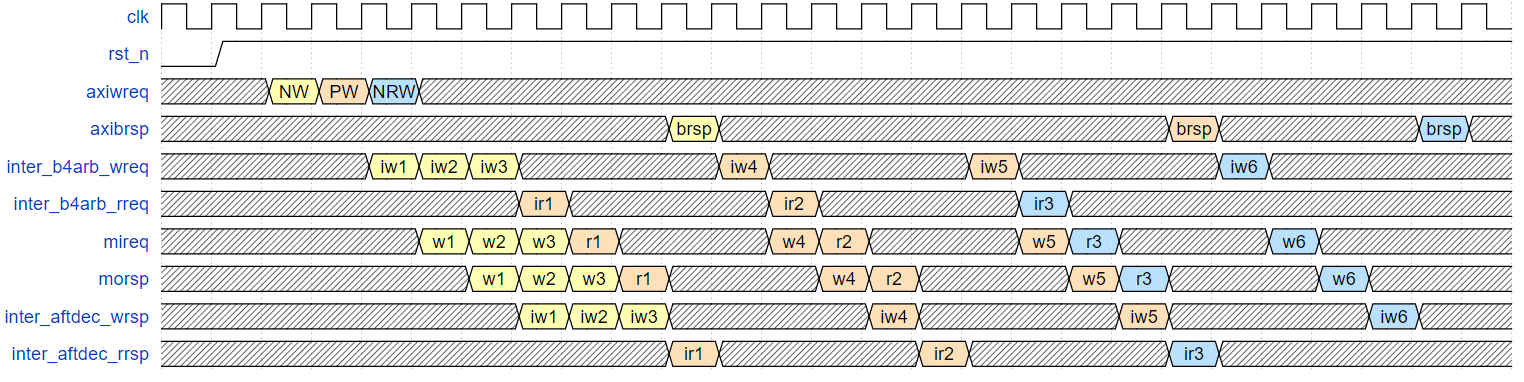 clk
rst_n
axiwreq NW PW NRW
axibrsp brsp brsp brsp
inter_b4arb_wreq iw1 iw2 iw3 iw4 iw5 iw6
inter_b4arb_rreq ir1 ir2 ir3
mireq w1 w2 w3 r1 w4 r2 w5 r3 w6
morsp w1 w2 w3 r1 w4 r2 w5 r3 w6
inter_aftdec_wrsp iw1 iw2 iw3 iw4 iw5 iw6
inter_aftdec_rrsp ir1 ir2 ir3